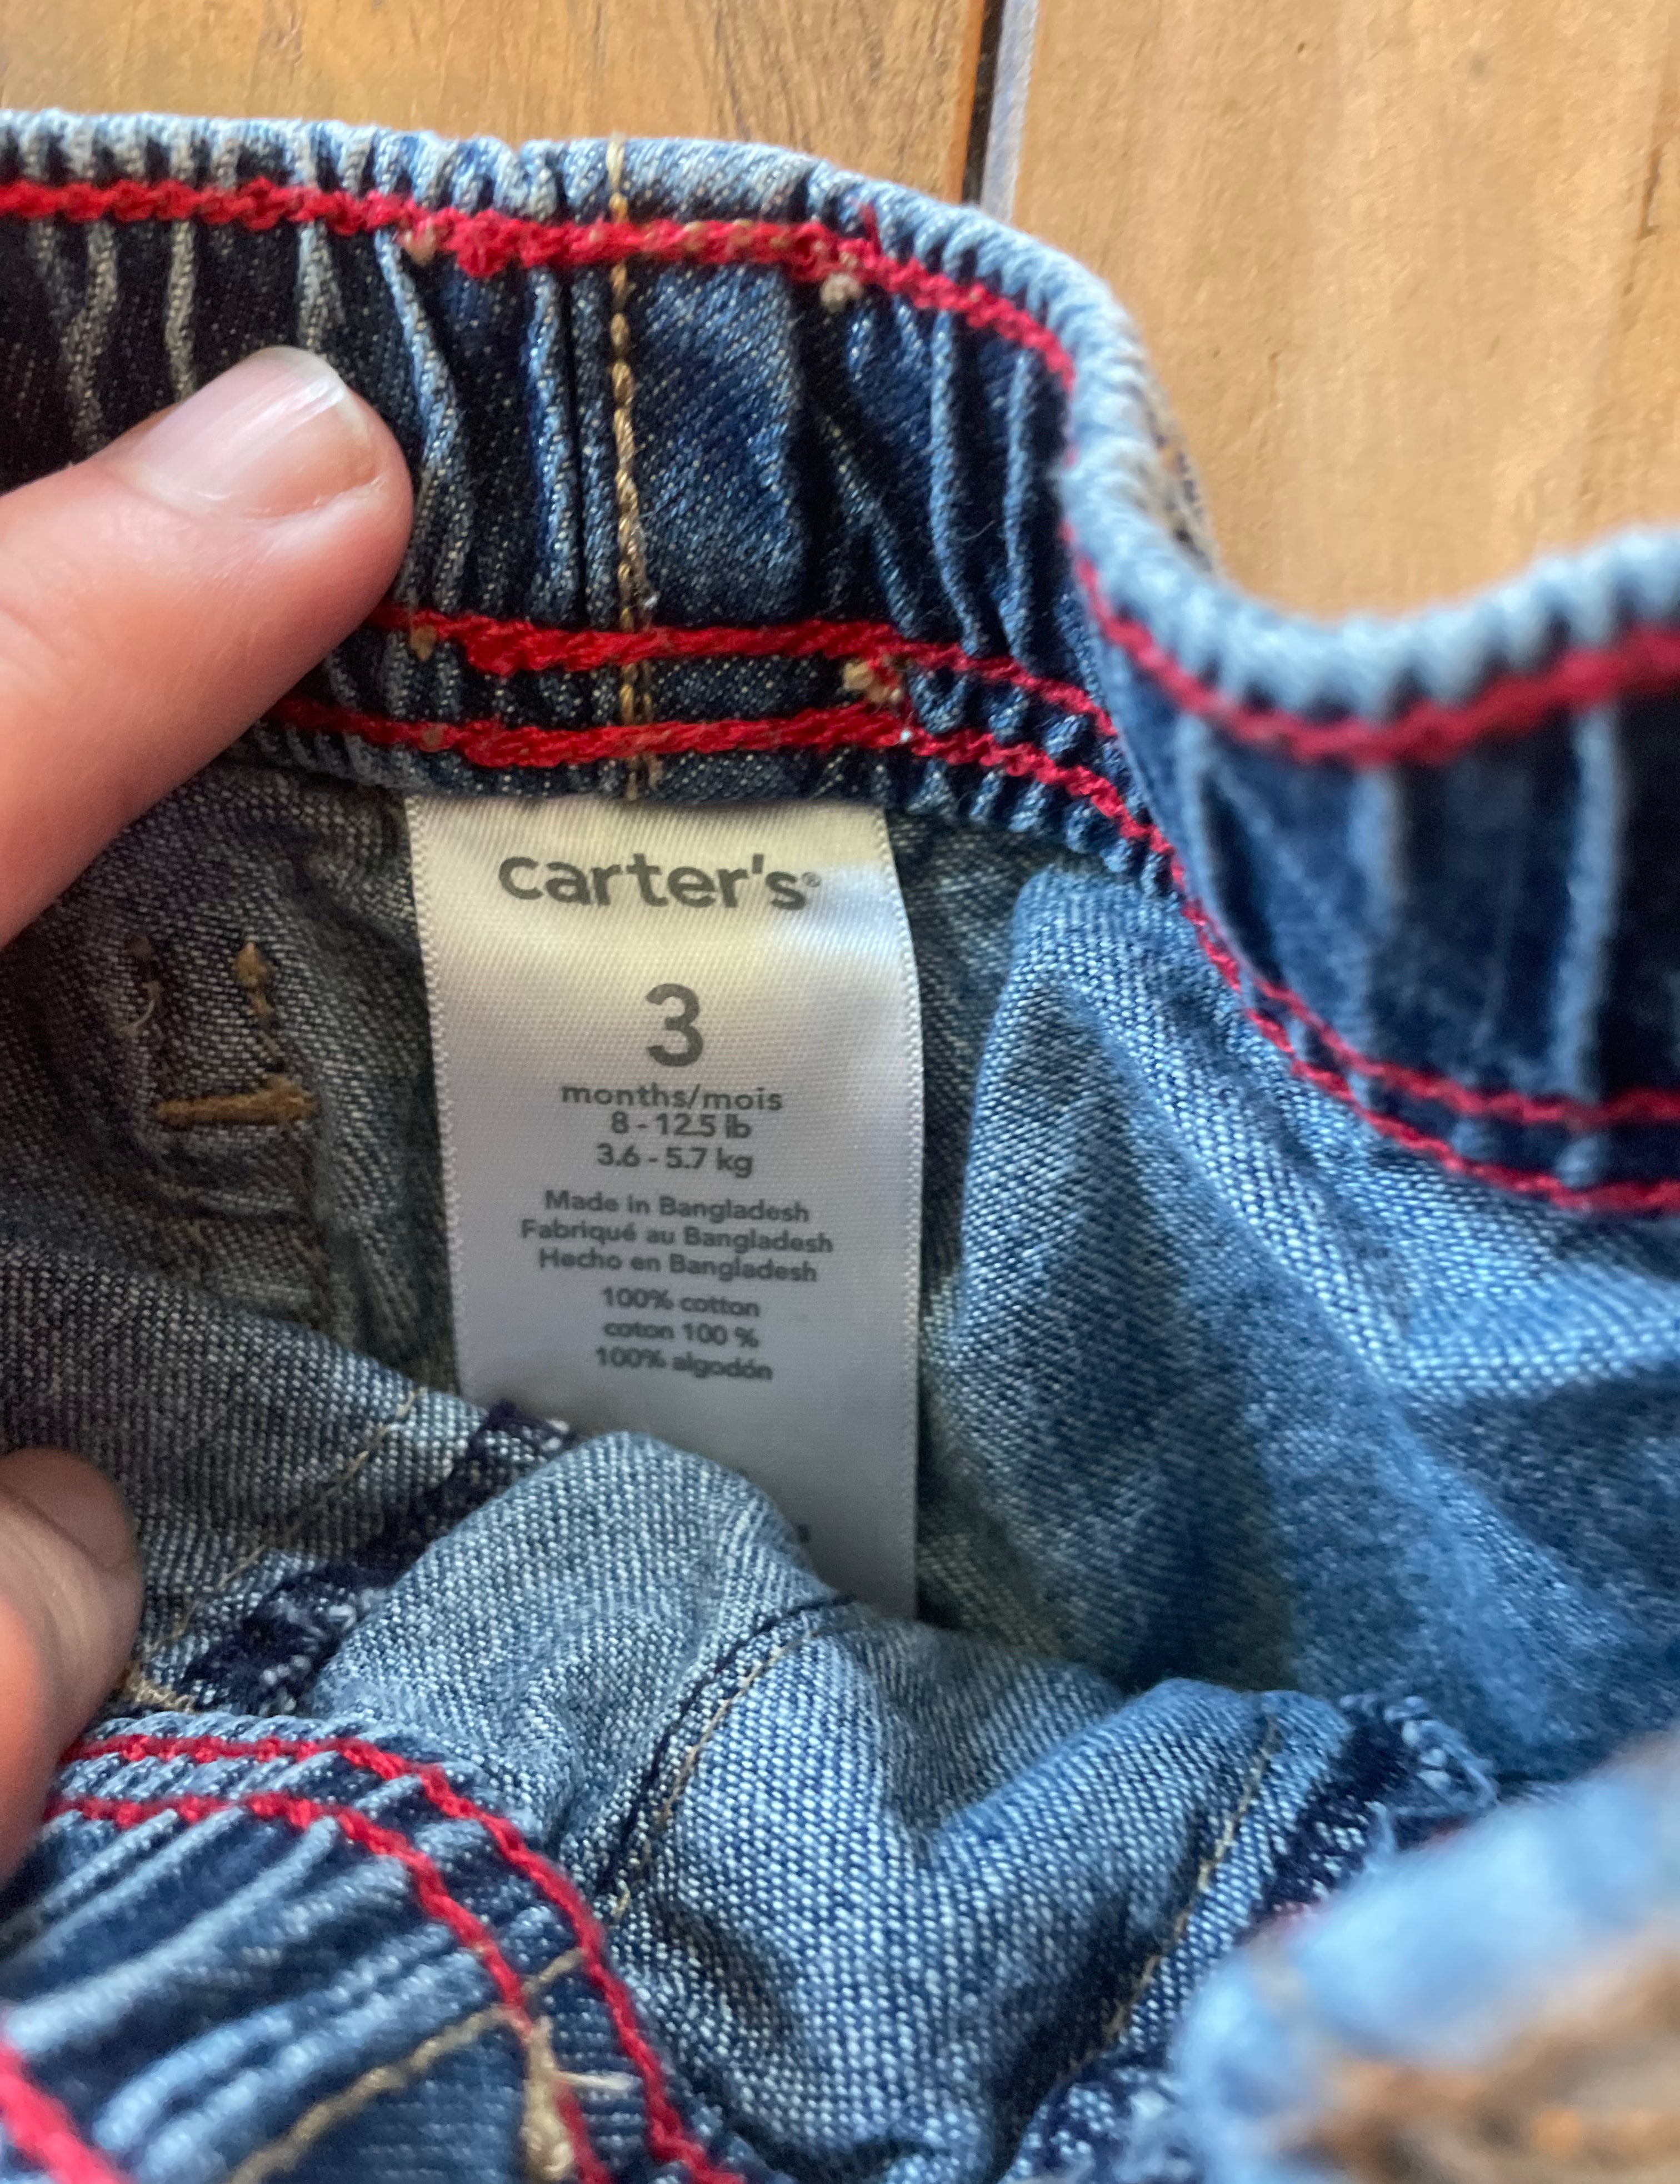 carter's®
3
months/mois
8 - 12.5 lb
3.6 - 5.7 kg
Made in Bangladesh
Fabriqué au Bangladesh
Hecho en Bangladesh
100% cotton
coton 100 %
100% algodón